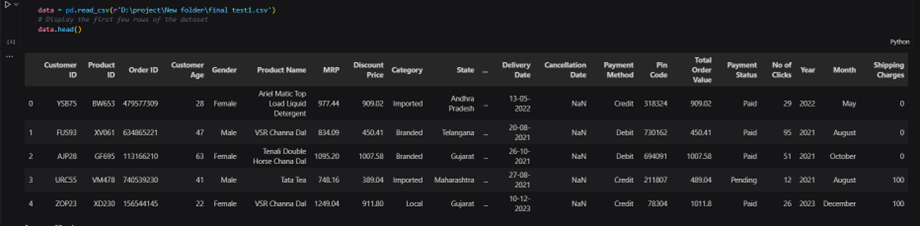 data = pd.read_csv(r'D:\project\New folder\final test1.csv')
# Display the first few rows of the dataset
data.head()
Python
Customer ID Product ID Order ID Customer Age Gender Product Name MRP Discount Price Category State ... Delivery Date Cancellation Date Payment Method Pin Code Total Order Value Payment Status No of Clicks Year Month Shipping Charges
0 YSB75 BW653 479577309 28 Female Ariel Matic Top Load Liquid Detergent 977.44 909.02 Imported Andhra Pradesh ... 13-05-2022 NaN Credit 318324 909.02 Paid 29 2022 May 0
1 FUS93 XV061 634865221 47 Male VSR Channa Dal 834.09 450.41 Branded Telangana ... 20-08-2021 NaN Debit 730162 450.41 Paid 95 2021 August 0
2 AJP28 GF695 113166210 63 Female Tenali Double Horse Chana Dal 1095.20 1007.58 Branded Gujarat ... 26-10-2021 NaN Debit 694091 1007.58 Paid 51 2021 October 0
3 URC55 VM478 740539230 41 Male Tata Tea 748.16 389.04 Imported Maharashtra ... 27-08-2021 NaN Credit 211807 489.04 Pending 12 2021 August 100
4 ZOP23 XD230 156544145 22 Female VSR Channa Dal 1249.04 911.80 Local Gujarat ... 10-12-2023 NaN Credit 78304 1011.8 Paid 26 2023 December 100